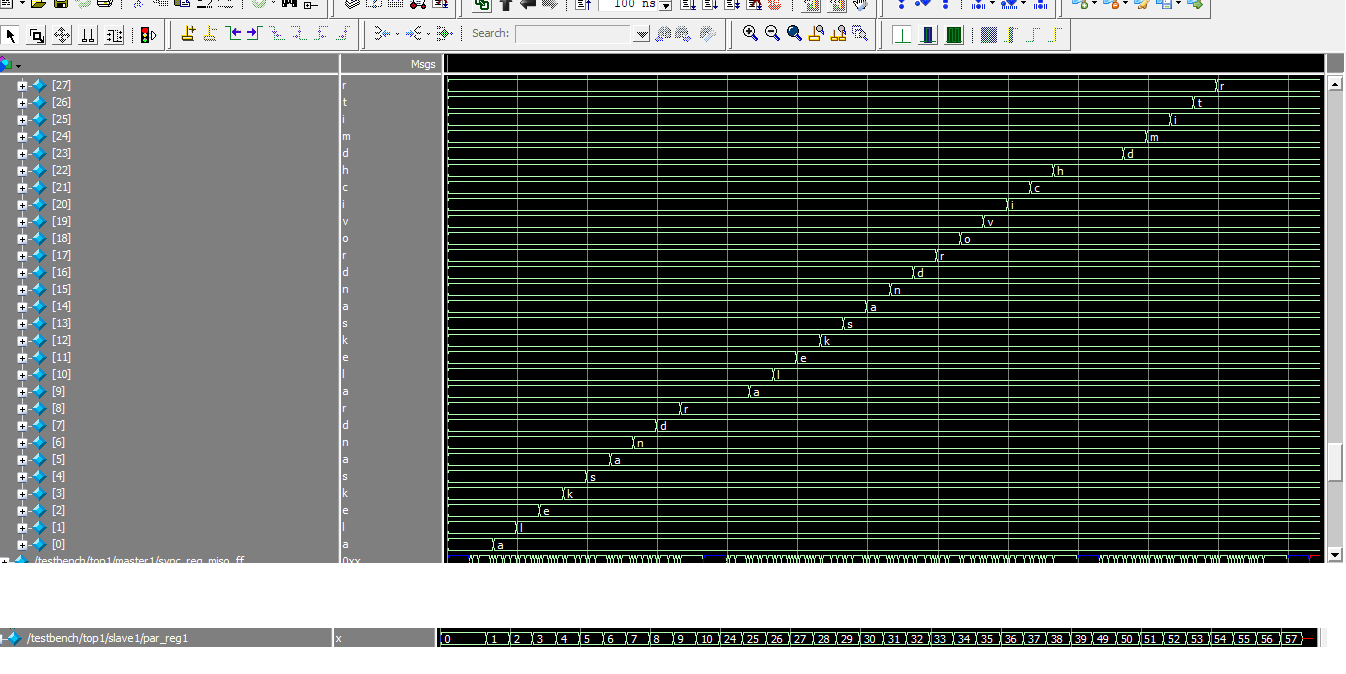 100 ns
Search:
Msgs
[27] r r
[26] t t
[25] i i
[24] m m
[23] d d
[22] h h
[21] c c
[20] i i
[19] v v
[18] o o
[17] r r
[16] d d
[15] n n
[14] a a
[13] s s
[12] k k
[11] e e
[10] l l
[9] a a
[8] r r
[7] d d
[6] n n
[5] a a
[4] s s
[3] k k
[2] e e
[1] l l
[0] a a
/testbench/top1/master1/sync_reg_miso_ff 0xx
/testbench/top1/slave1/par_reg1 x 0 1 2 3 4 5 6 7 8 9 10 24 25 26 27 28 29 30 31 32 33 34 35 36 37 38 39 49 50 51 52 53 54 55 56 57